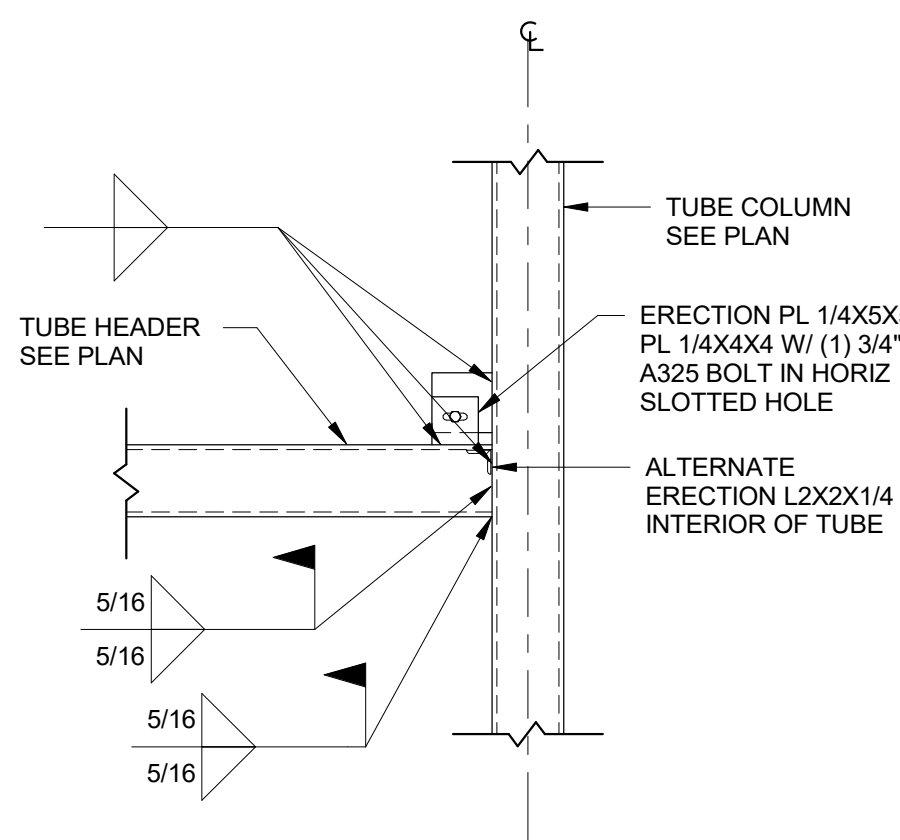 ℄
TUBE COLUMN
SEE PLAN
TUBE HEADER
SEE PLAN
ERECTION PL 1/4X5X
PL 1/4X4X4 W/ (1) 3/4"
A325 BOLT IN HORIZ
SLOTTED HOLE
ALTERNATE
ERECTION L2X2X1/4
INTERIOR OF TUBE
5/16
5/16
5/16
5/16